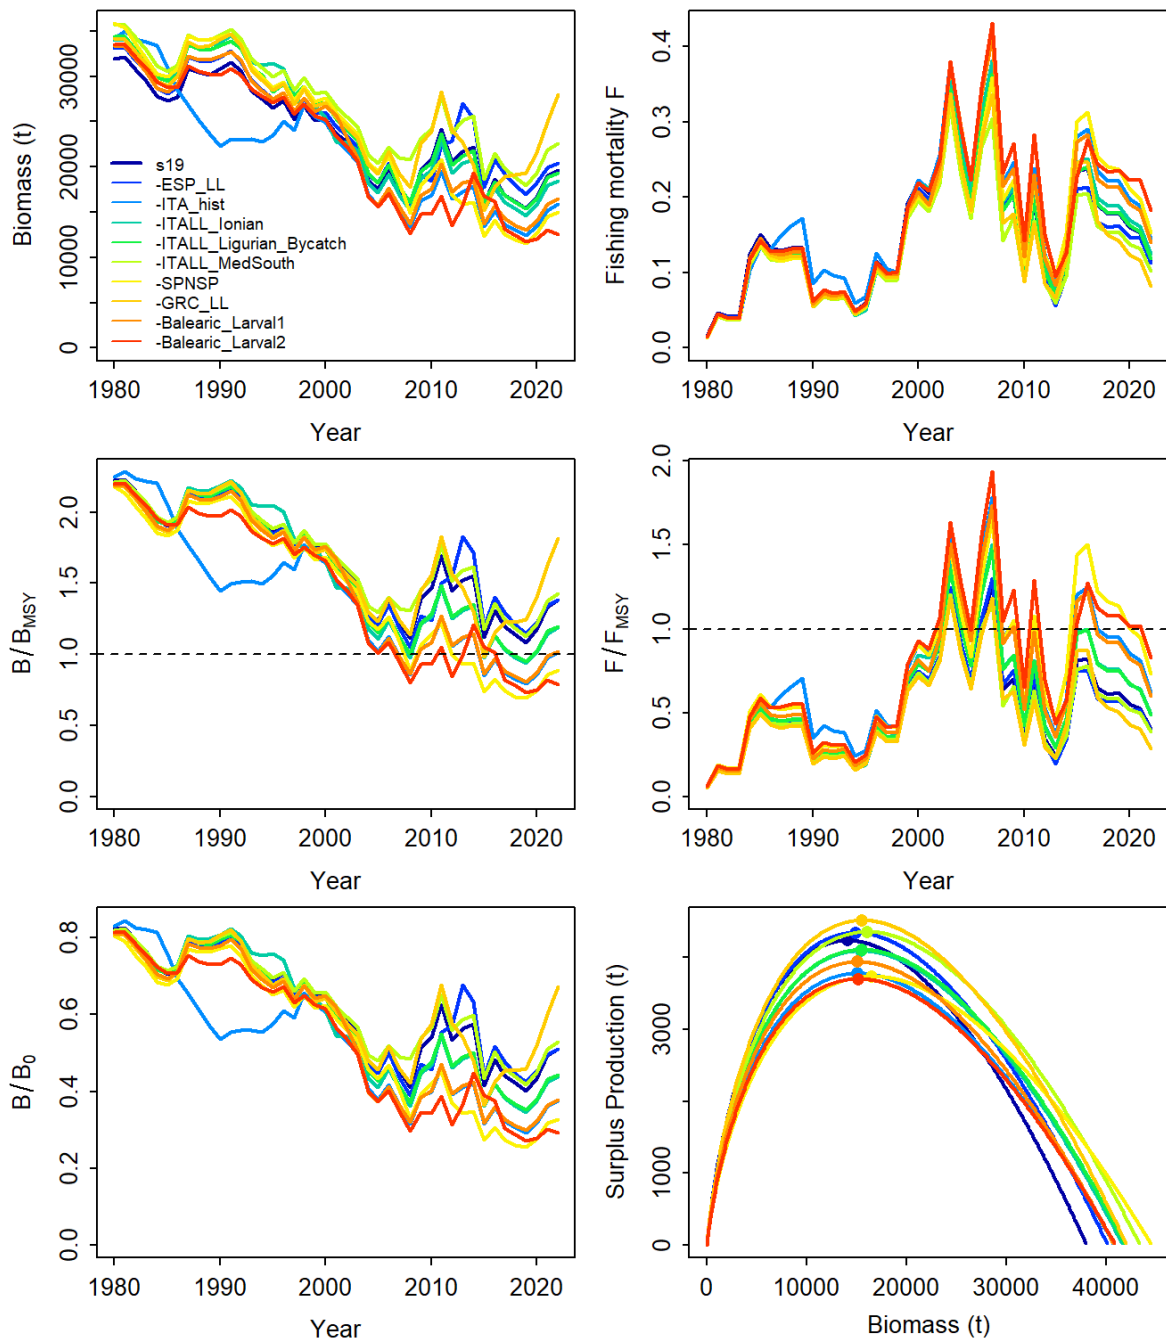 Biomass (t)
30000
20000
10000
0
s19
-ESP_LL
-ITA_hist
-ITALL_Ionian
-ITALL_Ligurian_Bycatch
-ITALL_MedSouth
-SPNSP
-GRC_LL
-Balearic_Larval1
-Balearic_Larval2
1980 1990 2000 2010 2020
Year
Fishing mortality F
0.4
0.3
0.2
0.1
0.0
1980 1990 2000 2010 2020
Year
B/BMSY
2.0
1.5
1.0
0.5
0.0
1980 1990 2000 2010 2020
Year
F/FMSY
2.0
1.5
1.0
0.5
0.0
1980 1990 2000 2010 2020
Year
B/B0
0.8
0.6
0.4
0.2
0.0
1980 1990 2000 2010 2020
Year
Surplus Production (t)
3000
1000
0
0 10000 20000 30000 40000
Biomass (t)